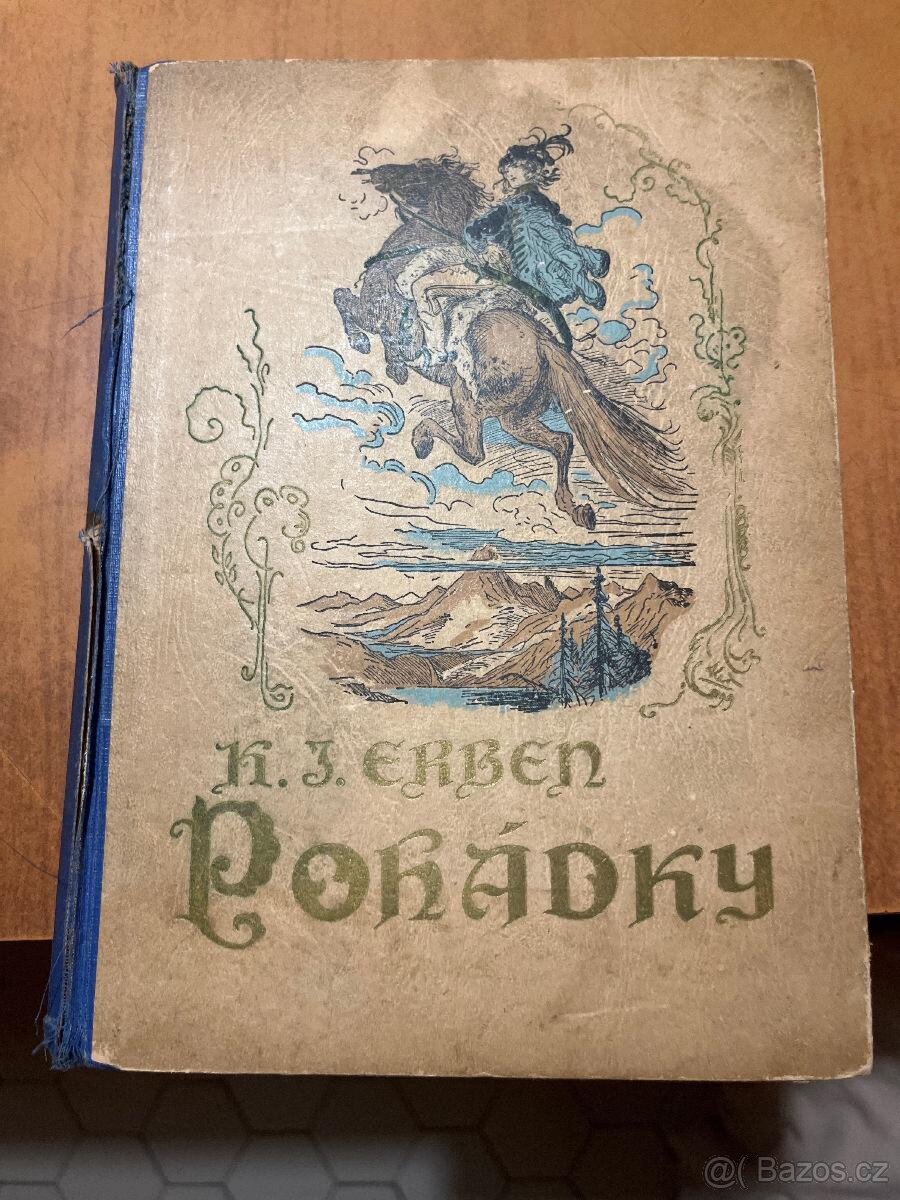 K. J. ERBEN
POHÁDKY
@( Bazos.cz